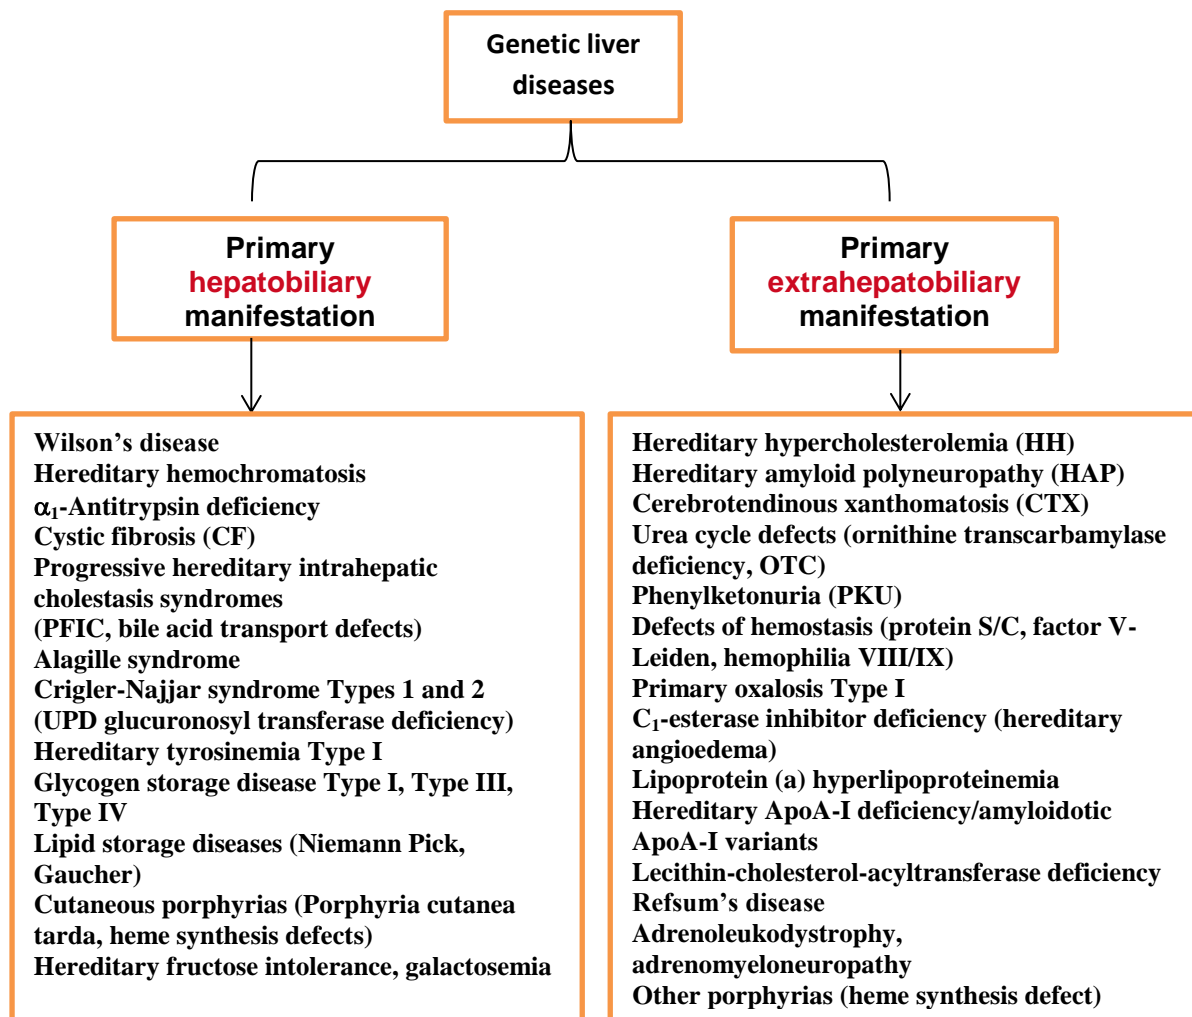 Genetic liver
diseases
Primary
hepatobiliary
manifestation
Primary
extrahepatobiliary
manifestation
Wilson’s disease
Hereditary hemochromatosis
α₁-Antitrypsin deficiency
Cystic fibrosis (CF)
Progressive hereditary intrahepatic
cholestasis syndromes
(PFIC, bile acid transport defects)
Alagille syndrome
Crigler-Najjar syndrome Types 1 and 2
(UPD glucuronosyl transferase deficiency)
Hereditary tyrosinemia Type I
Glycogen storage disease Type I, Type III,
Type IV
Lipid storage diseases (Niemann Pick,
Gaucher)
Cutaneous porphyrias (Porphyria cutanea
tarda, heme synthesis defects)
Hereditary fructose intolerance, galactosemia
Hereditary hypercholesterolemia (HH)
Hereditary amyloid polyneuropathy (HAP)
Cerebrotendinous xanthomatosis (CTX)
Urea cycle defects (ornithine transcarbamylase
deficiency, OTC)
Phenylketonuria (PKU)
Defects of hemostasis (protein S/C, factor V-
Leiden, hemophilia VIII/IX)
Primary oxalosis Type I
C₁-esterase inhibitor deficiency (hereditary
angioedema)
Lipoprotein (a) hyperlipoproteinemia
Hereditary ApoA-I deficiency/amyloidotic
ApoA-I variants
Lecithin-cholesterol-acyltransferase deficiency
Refsum’s disease
Adrenoleukodystrophy,
adrenomyeloneuropathy
Other porphyrias (heme synthesis defect)